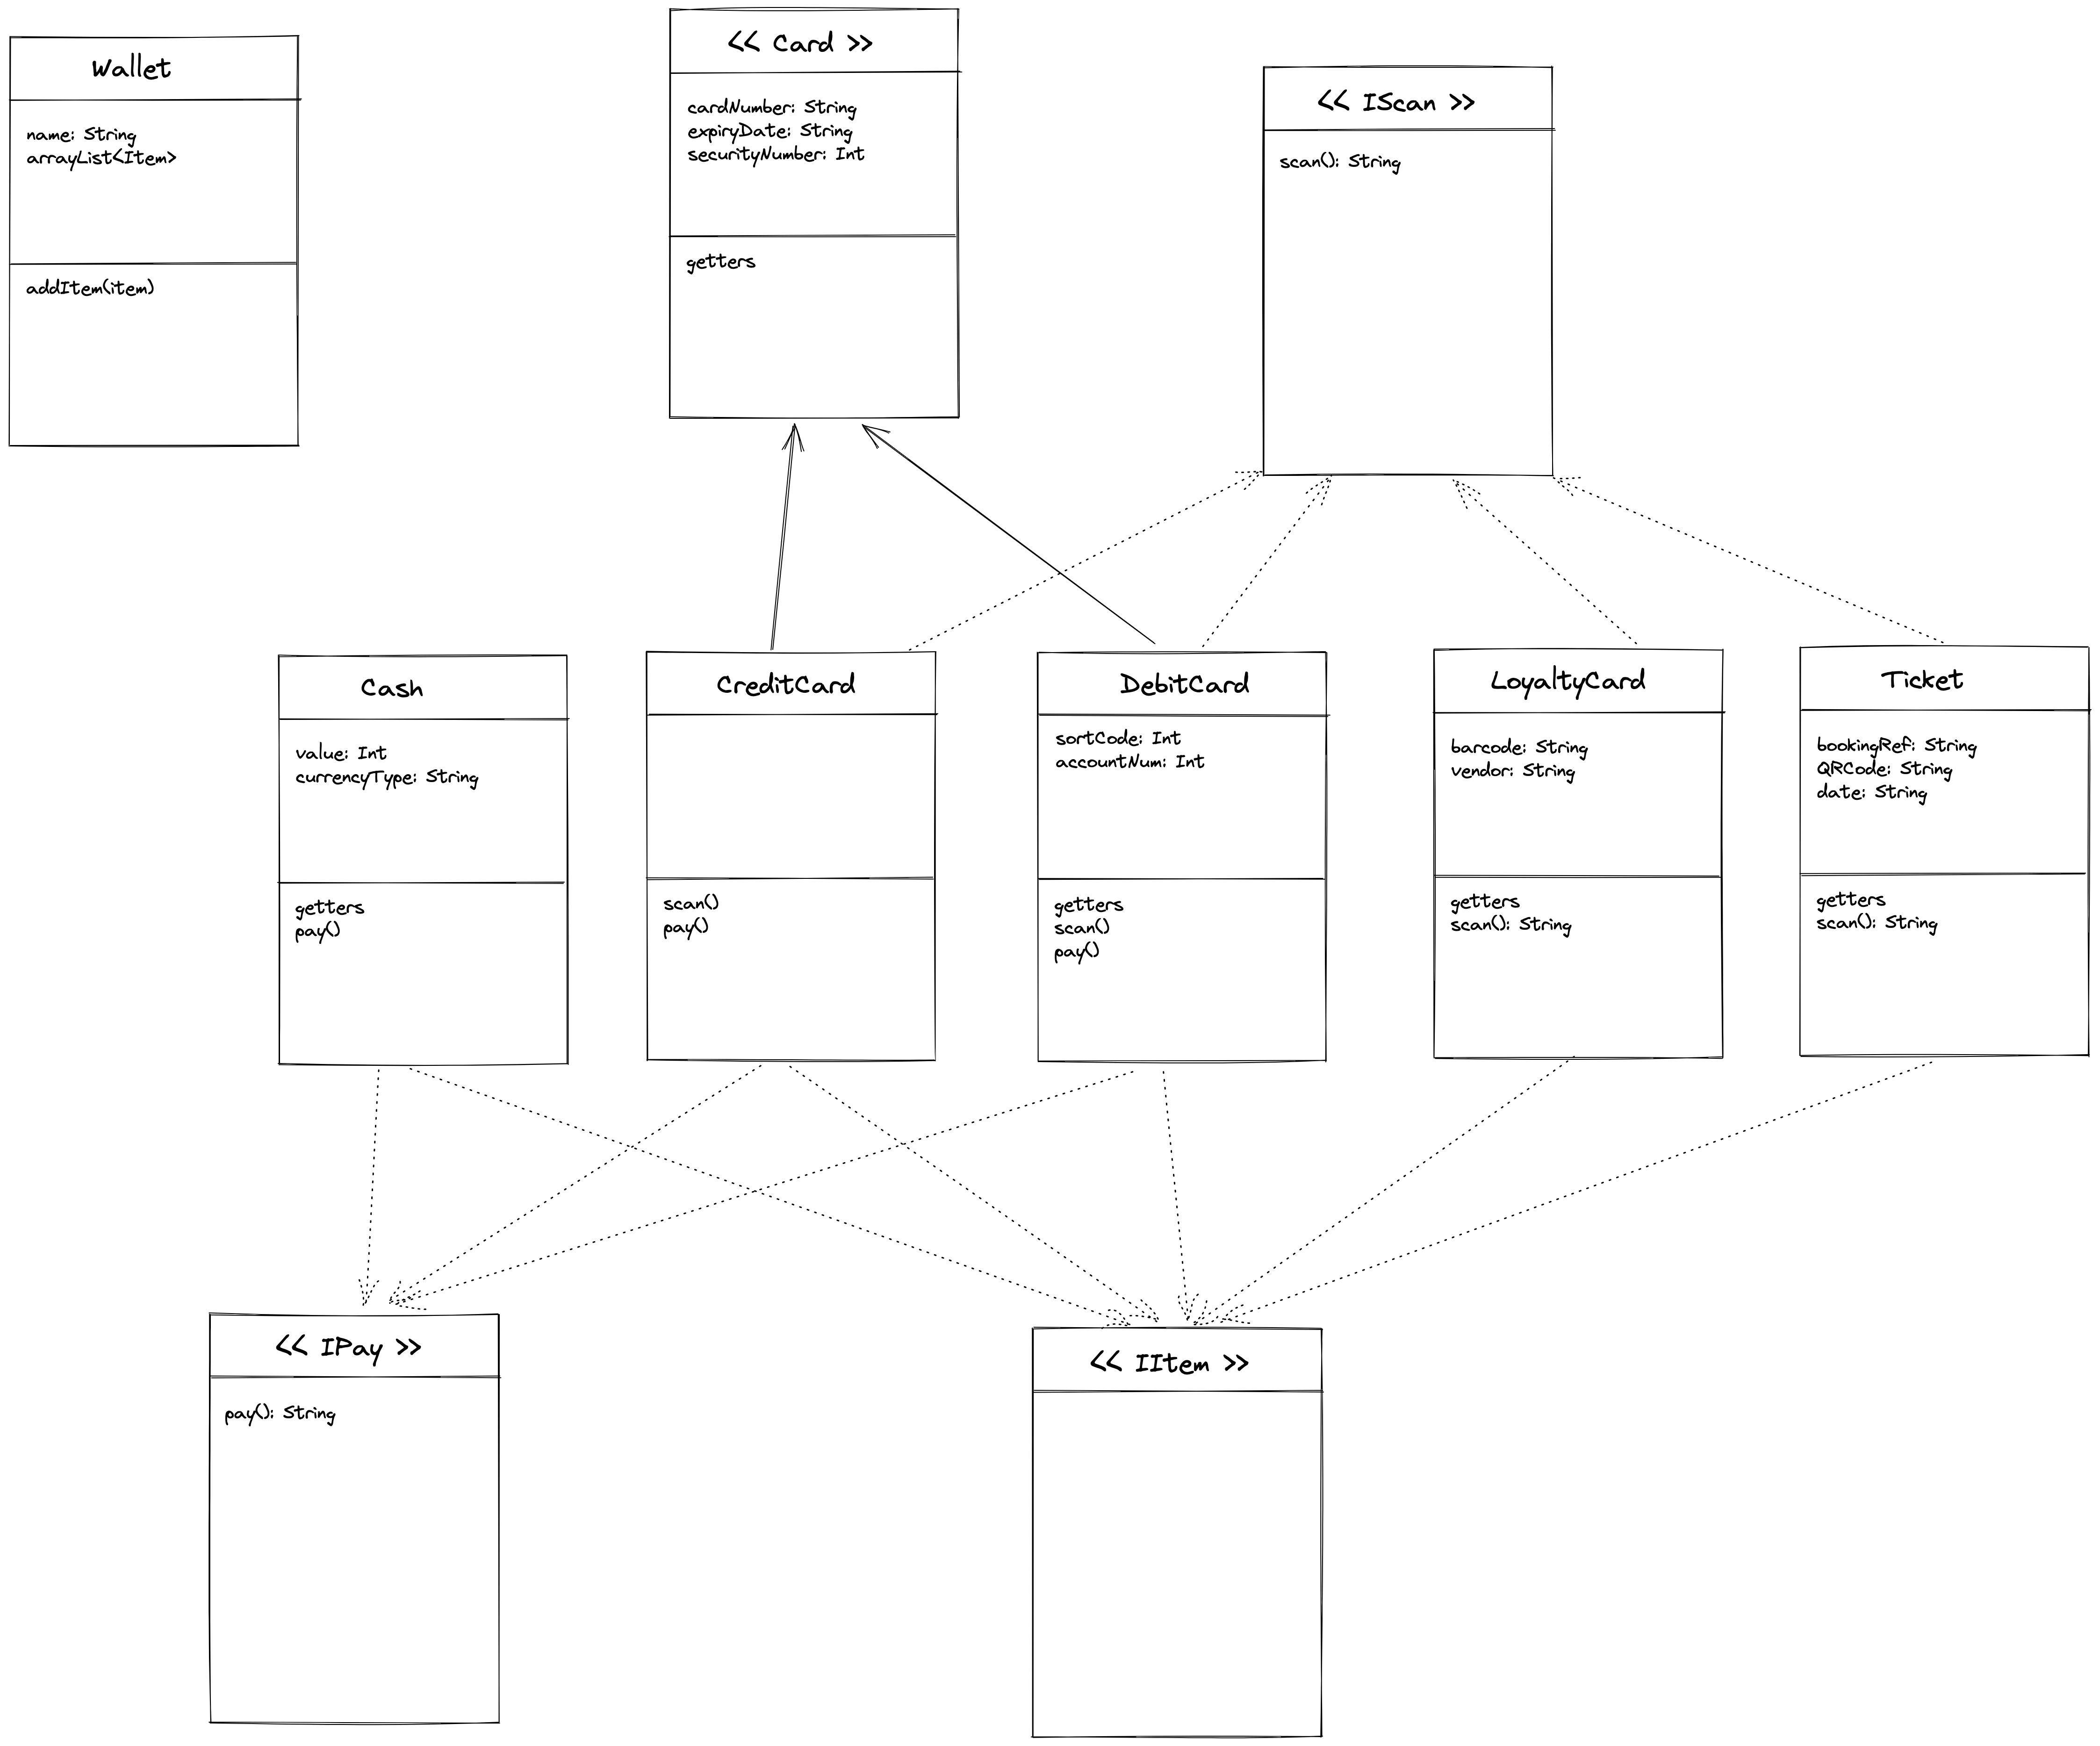 Wallet
name: String
arrayList<Item>
addItem(item)
<< Card >>
cardNumber: String
expiryDate: String
securityNumber: Int
getters
<< IScan >>
scan(): String
Cash
value: Int
currencyType: String
getters
pay()
CreditCard
scan()
pay()
DebitCard
sortCode: Int
accountNum: Int
getters
scan()
pay()
LoyaltyCard
barcode: String
vendor: String
getters
scan(): String
Ticket
bookingRef: String
QRCode: String
date: String
getters
scan(): String
<< IPay >>
pay(): String
<< IItem >>